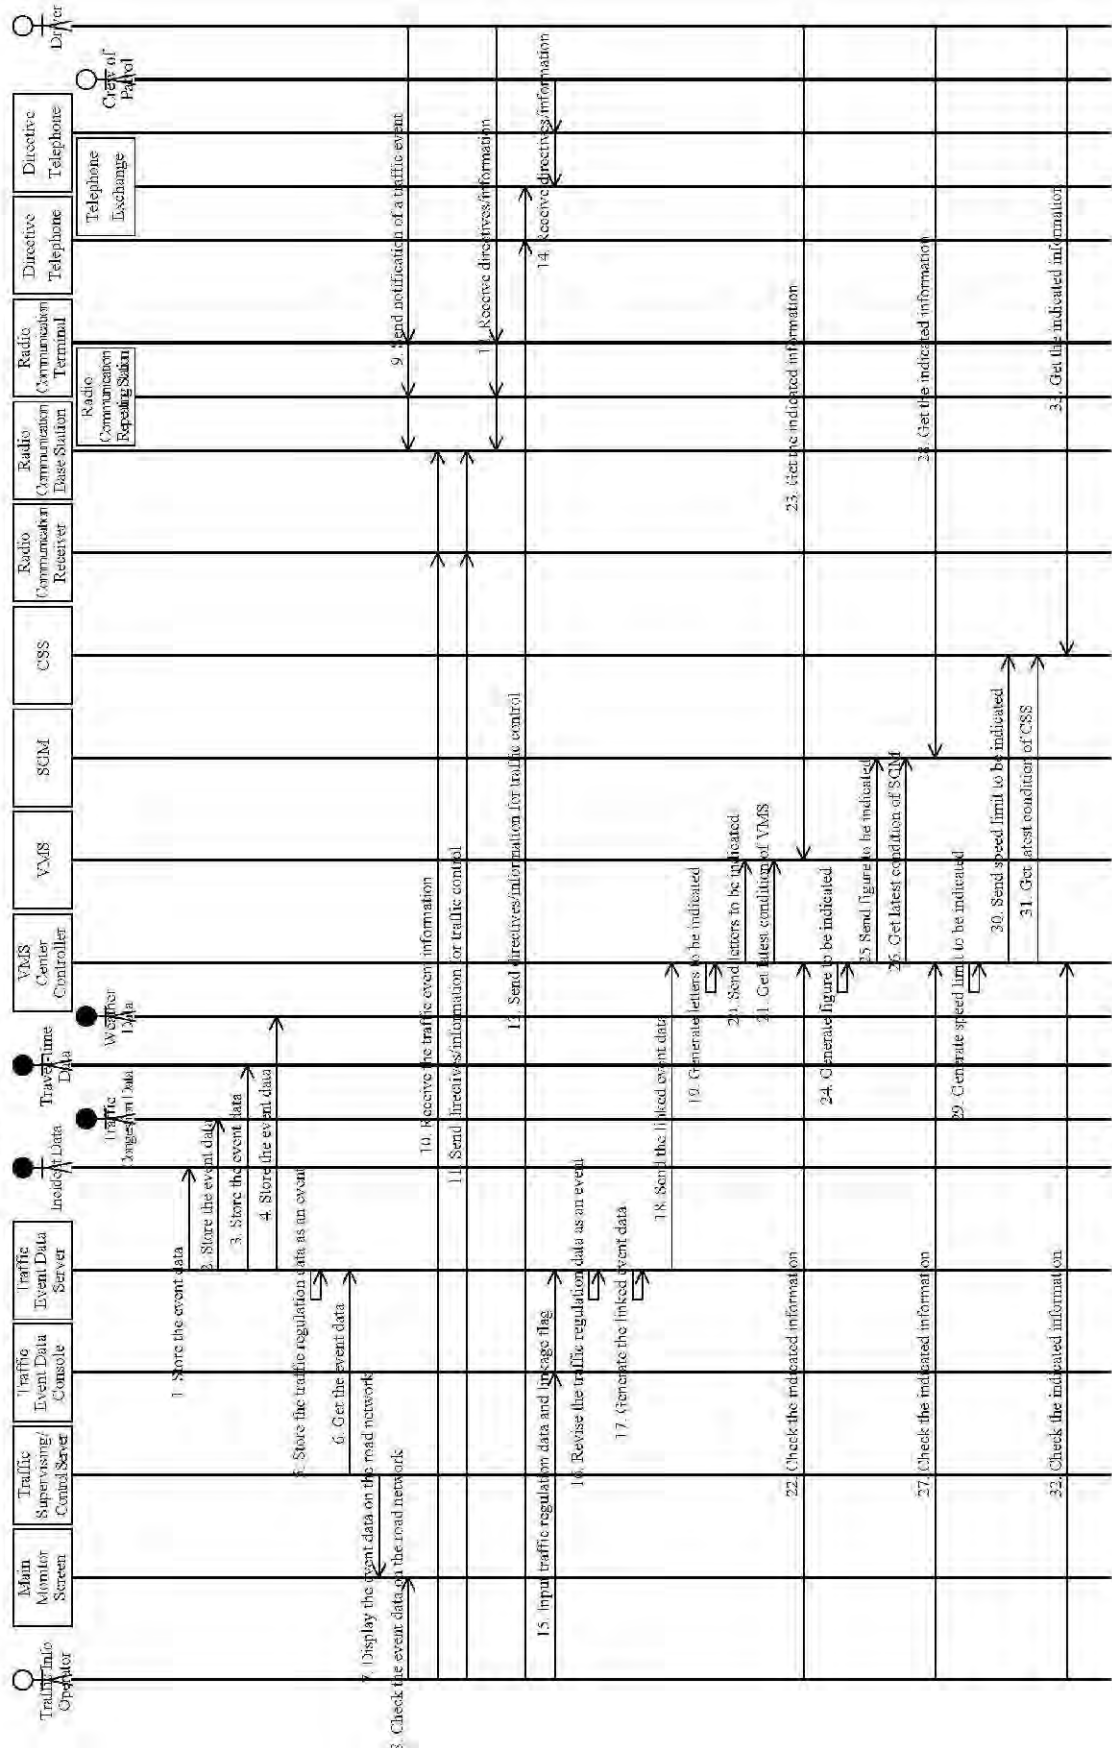 Traffic Info
Operator
Main
Monitor
Screen
Traffic
Supervising/
Control Server
Traffic
Event Data
Console
Traffic
Event Data
Server
Incident Data
Traffic
Congestion Data
Travel-time
Data
Weather
Data
VMS
Center
Controller
VMS
SGM
CSS
Radio
Communication
Receiver
Radio
Communication
Base Station
Radio
Communication
Repeating Station
Radio
Communication
Terminal
Directive
Telephone
Telephone
Exchange
Directive
Telephone
Crew of
Patrol
Driver
1. Store the event data
2. Store the event data
3. Store the event data
4. Store the event data
5. Store the traffic regulation data as an event
6. Get the event data
7. Display the event data on the road network
8. Check the event data on the road network
9. Send notification of a traffic event
10. Receive the traffic event information
11. Send directives/information for traffic control
12. Receive directives/information
13. Send directives/information for traffic control
14. Receive directives/information
15. Input traffic regulation data and linkage flag
16. Revise the traffic regulation data as an event
17. Generate the linked event data
18. Send the linked event data
19. Generate letters to be indicated
20. Send letters to be indicated
21. Get latest condition of VMS
22. Check the indicated information
23. Get the indicated information
24. Generate figure to be indicated
25. Send figure to be indicated
26. Get latest condition of SGM
27. Check the indicated information
28. Get the indicated information
29. Generate speed limit to be indicated
30. Send speed limit to be indicated
31. Get latest condition of CSS
32. Check the indicated information
33. Get the indicated information